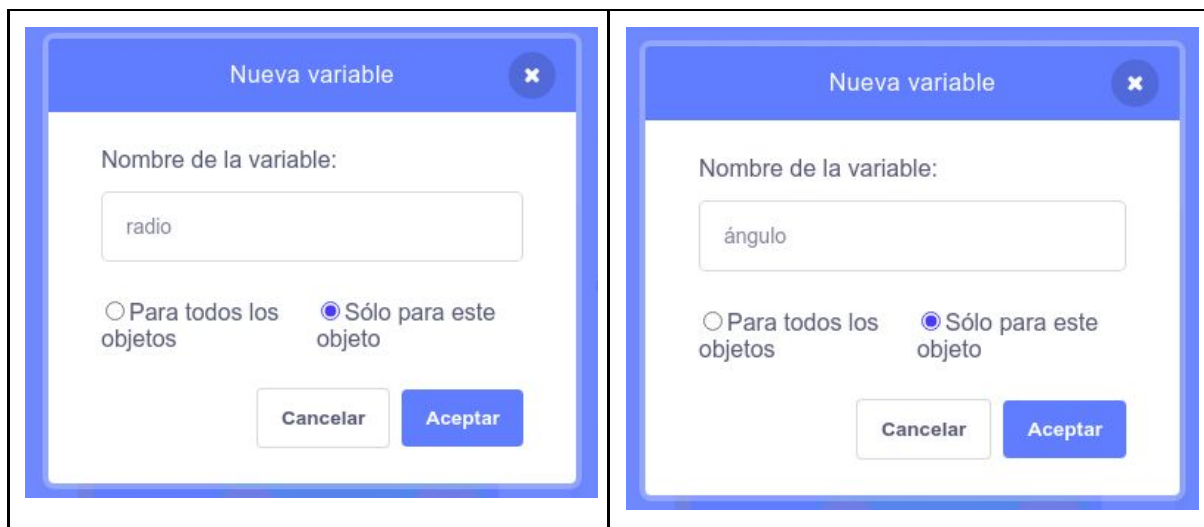 Nueva variable
Nombre de la variable:
radio
Para todos los
objetos
Sólo para este
objeto
Cancelar
Aceptar
Nueva variable
Nombre de la variable:
ángulo
Para todos los
objetos
Sólo para este
objeto
Cancelar
Aceptar